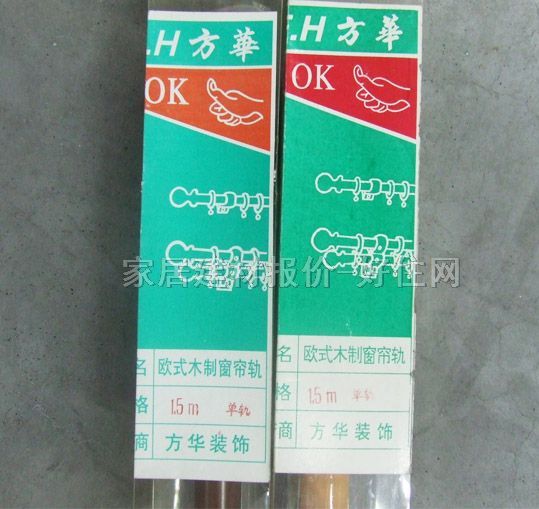 .H 方華
OK
名 欧式木制窗帘轨
格 1.5m 单轨
商 方华装饰
.H 方華
OK
名 欧式木制窗帘轨
格 1.5m 单轨
商 方华装饰
家居建材报价 好住网